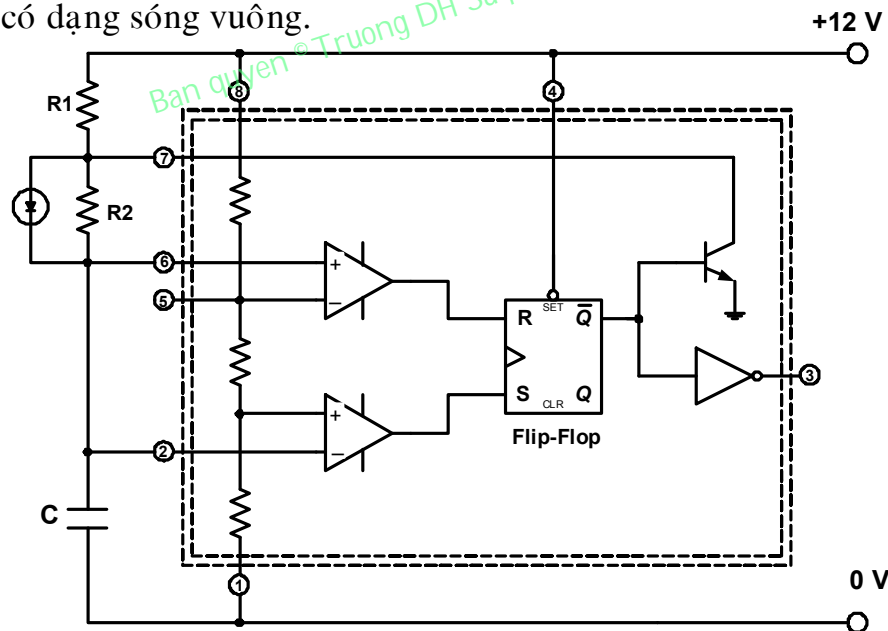 có dạng sóng vuông.
Ban quyen © Truong DH Su p
+12 V
8
4
R1
7
R2
6
+
5
−
R
SET
Q̅
3
S
CLR
Q
+
2
−
Flip-Flop
C
1
0 V